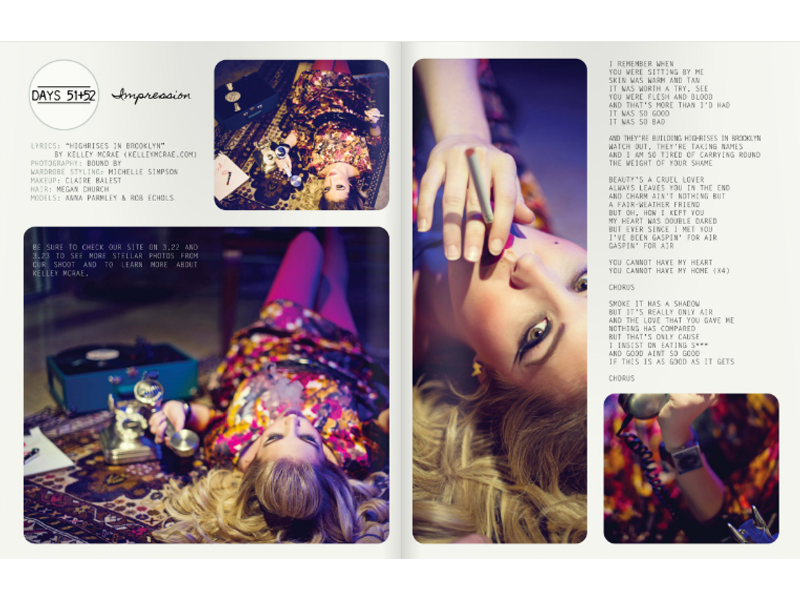 DAYS 51+52
Impression
LYRICS: "HIGHRISES IN BROOKLYN"
BY KELLEY MCRAE (KELLEYMCRAE.COM)
PHOTOGRAPHY: BOUND BY
WARDROBE STYLING: MICHELLE SIMPSON
MAKEUP: CLAIRE BALEST
HAIR: MEGAN CHURCH
MODELS: ANNA PARMLEY & ROB ECHOLS
BE SURE TO CHECK OUR SITE ON 3.22 AND
3.23 TO SEE MORE STELLAR PHOTOS FROM
OUR SHOOT AND TO LEARN MORE ABOUT
KELLEY MCRAE.
I REMEMBER WHEN
YOU WERE SITTING BY ME
SKIN WAS WARM AND TAN
IT WAS WORTH A TRY, SEE
YOU WERE FLESH AND BLOOD
AND THAT'S MORE THAN I'D HAD
IT WAS SO GOOD
IT WAS SO BAD
AND THEY'RE BUILDING HIGHRISES IN BROOKLYN
WATCH OUT, THEY'RE TAKING NAMES
AND I AM SO TIRED OF CARRYING ROUND
THE WEIGHT OF YOUR SHAME
BEAUTY'S A CRUEL LOVER
ALWAYS LEAVES YOU IN THE END
AND CHARM AIN'T NOTHING BUT
A FAIR-WEATHER FRIEND
BUT OH, HOW I KEPT YOU
MY HEART WAS DOUBLE DARED
BUT EVER SINCE I MET YOU
I'VE BEEN GASPIN' FOR AIR
GASPIN' FOR AIR
YOU CANNOT HAVE MY HEART
YOU CANNOT HAVE MY HOME (X4)
CHORUS
SMOKE IT HAS A SHADOW
BUT IT'S REALLY ONLY AIR
AND THE LOVE THAT YOU GAVE ME
NOTHING HAS COMPARED
BUT THAT'S ONLY CAUSE
I INSIST ON EATING S***
AND GOOD AINT SO GOOD
IF THIS IS AS GOOD AS IT GETS
CHORUS